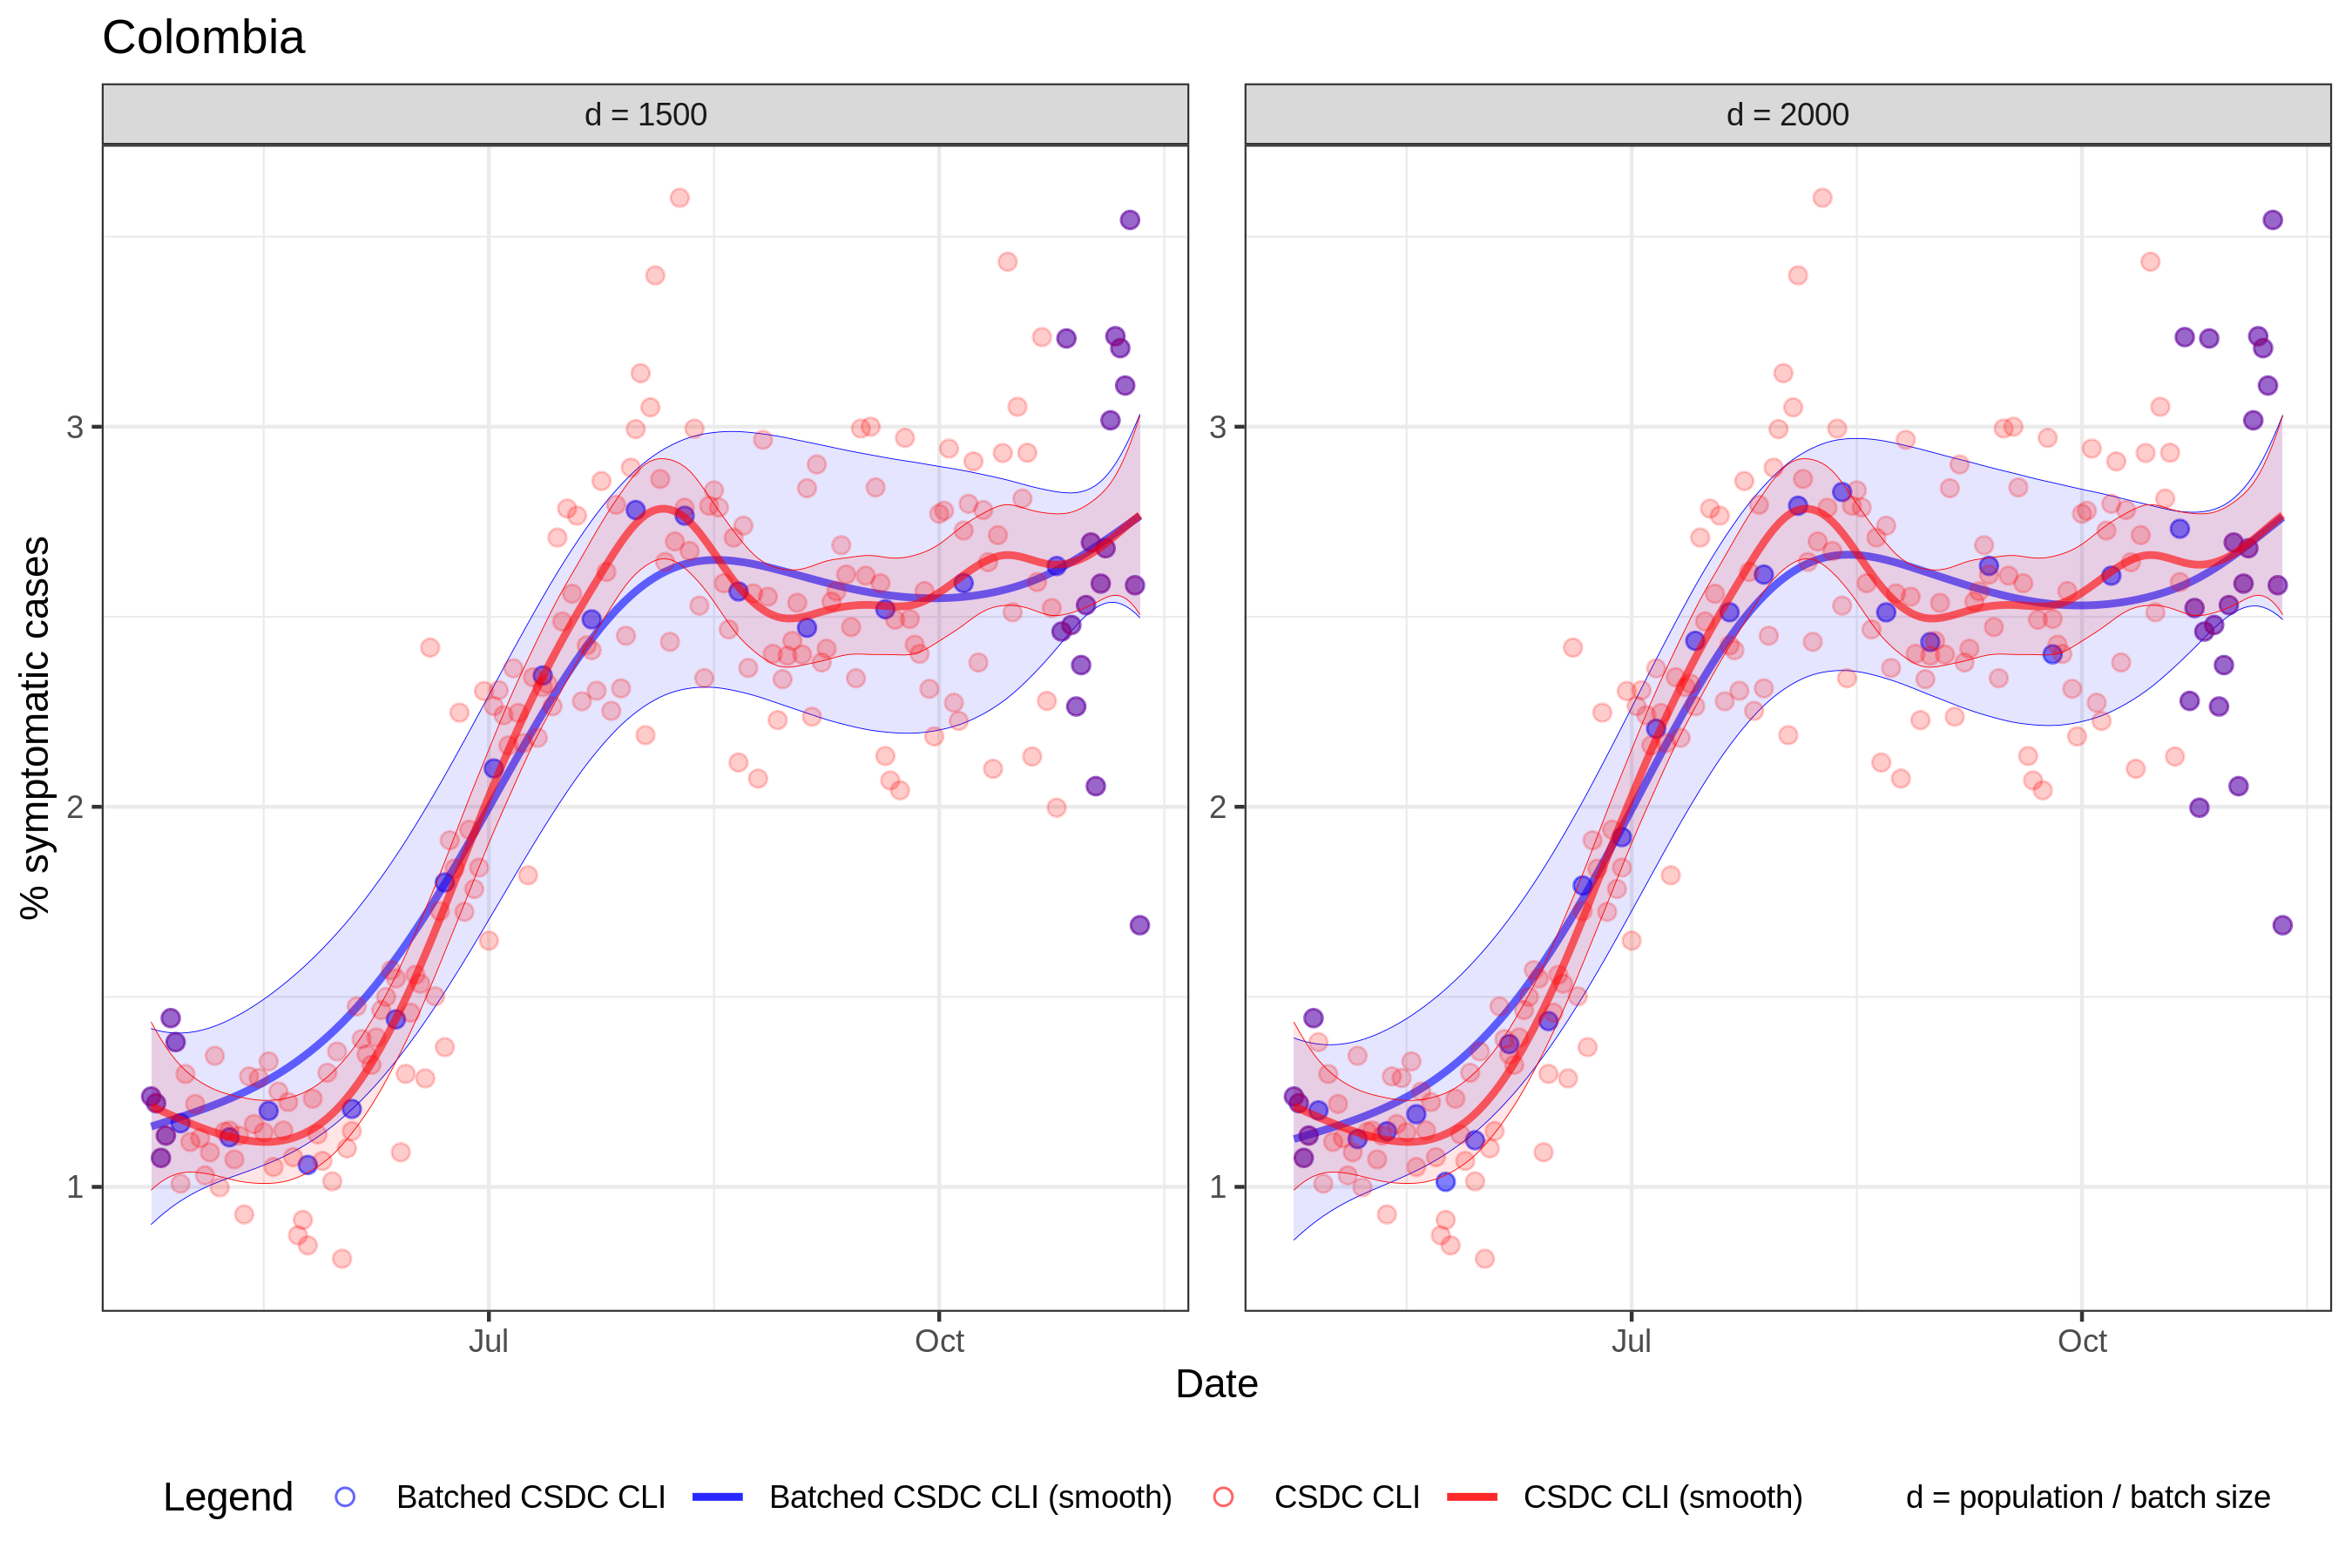 Colombia
d = 1500
d = 2000
% symptomatic cases
3
2
1
3
2
1
Jul
Oct
Jul
Oct
Date
Legend
Batched CSDC CLI
Batched CSDC CLI (smooth)
CSDC CLI
CSDC CLI (smooth)
d = population / batch size